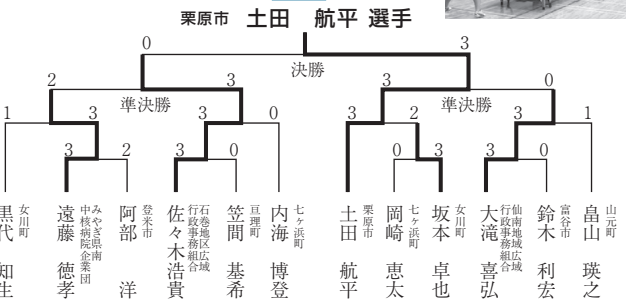 栗原市 土田 航平 選手
0 3
決勝
2 3 3 0
準決勝 準決勝
1 3 3 0 3 2 3 1
3 2 3 0 0 3 3 0
女川町
黒代 知生
みやぎ県南中核病院企業団
遠藤 徳孝
登米市
阿部 洋
石巻地区広域行政事務組合
佐々木浩貴
亘理町
笠間 基希
七ヶ浜町
内海 博登
栗原市
土田 航平
七ヶ浜町
岡崎 恵太
女川町
坂本 卓也
仙南地域広域行政事務組合
大滝 喜弘
富谷市
鈴木 利宏
山元町
畠山 瑛之